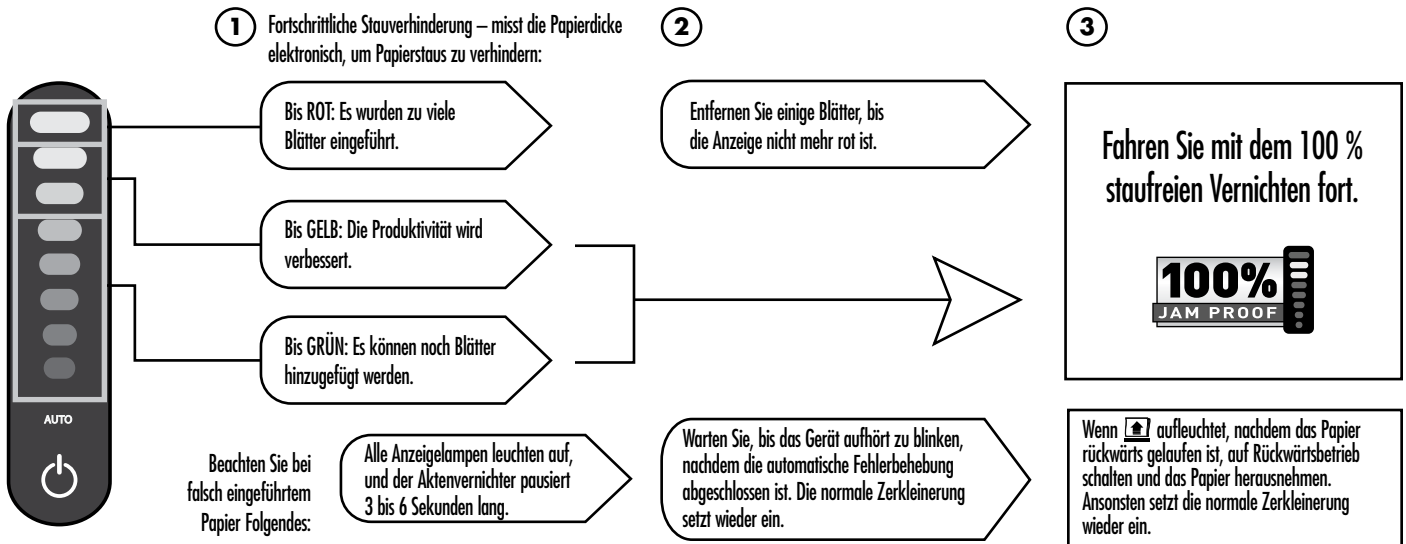 1
Fortschrittliche Stauverhinderung – misst die Papierdicke
elektronisch, um Papierstaus zu verhindern:
2
3
Bis ROT: Es wurden zu viele
Blätter eingeführt.
Entfernen Sie einige Blätter, bis
die Anzeige nicht mehr rot ist.
Fahren Sie mit dem 100 %
staufreien Vernichten fort.
Bis GELB: Die Produktivität wird
verbessert.
100%
JAM PROOF
Bis GRÜN: Es können noch Blätter
hinzugefügt werden.
AUTO
Beachten Sie bei
falsch eingeführtem
Papier Folgendes:
Alle Anzeigelampen leuchten auf,
und der Aktenvernichter pausiert
3 bis 6 Sekunden lang.
Warten Sie, bis das Gerät aufhört zu blinken,
nachdem die automatische Fehlerbehebung
abgeschlossen ist. Die normale Zerkleinerung
setzt wieder ein.
Wenn aufleuchtet, nachdem das Papier
rückwärts gelaufen ist, auf Rückwärtsbetrieb
schalten und das Papier herausnehmen.
Ansonsten setzt die normale Zerkleinerung
wieder ein.